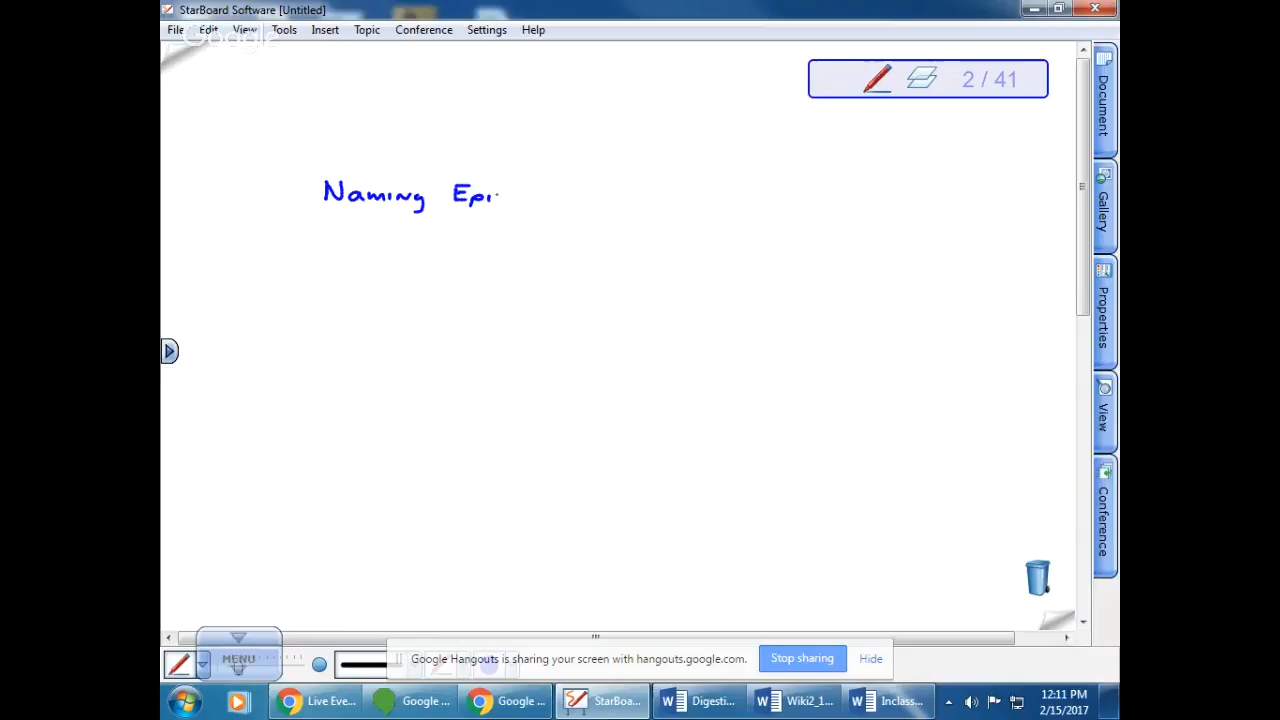 StarBoard Software [Untitled]
File Edit View Tools Insert Topic Conference Settings Help
Google
2 / 41
Document
Naming Epi
Gallery
Properties
View
Conference
MENU
Google Hangouts is sharing your screen with hangouts.google.com. Stop sharing Hide
Live Eve... Google ... Google ... StarBoa... Digesti... Wiki2_1... Inclass...
12:11 PM
2/15/2017